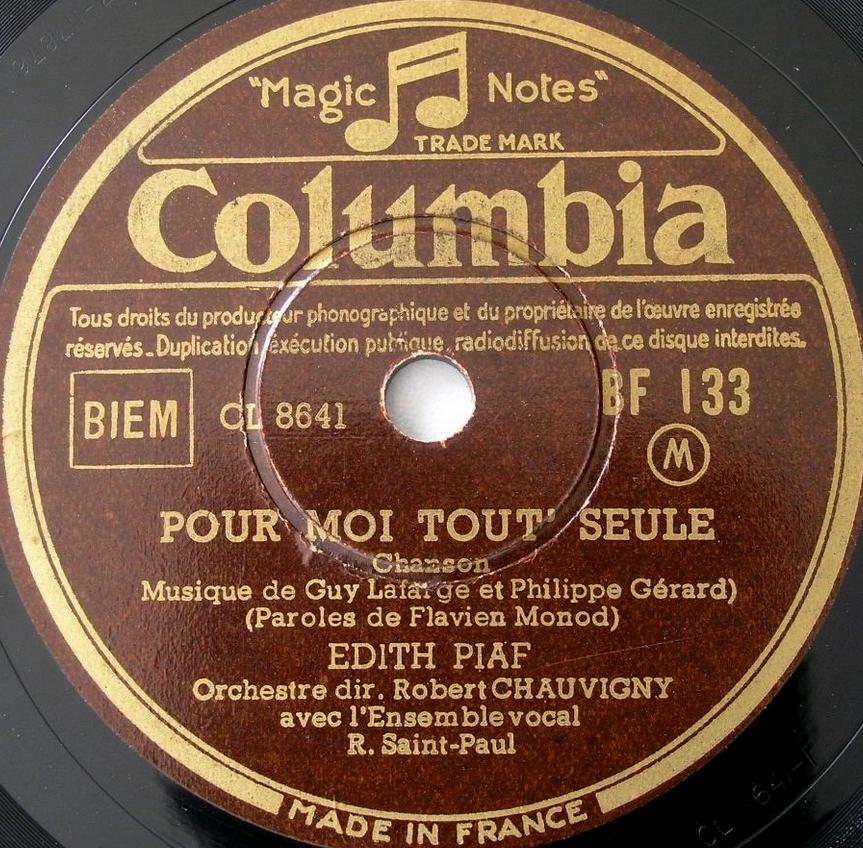 "Magic Notes"
TRADE MARK
Columbia
Tous droits du producteur phonographique et du propriétaire de l'œuvre enregistrée
réservés. Duplication, exécution publique, radiodiffusion de ce disque interdites.
BIEM CL 8641 BF 133
M
POUR MOI TOUT' SEULE
Chanson
Musique de Guy Lafarge et Philippe Gérard)
(Paroles de Flavien Monod)
EDITH PIAF
Orchestre dir. Robert CHAUVIGNY
avec l'Ensemble vocal
R. Saint-Paul
MADE IN FRANCE